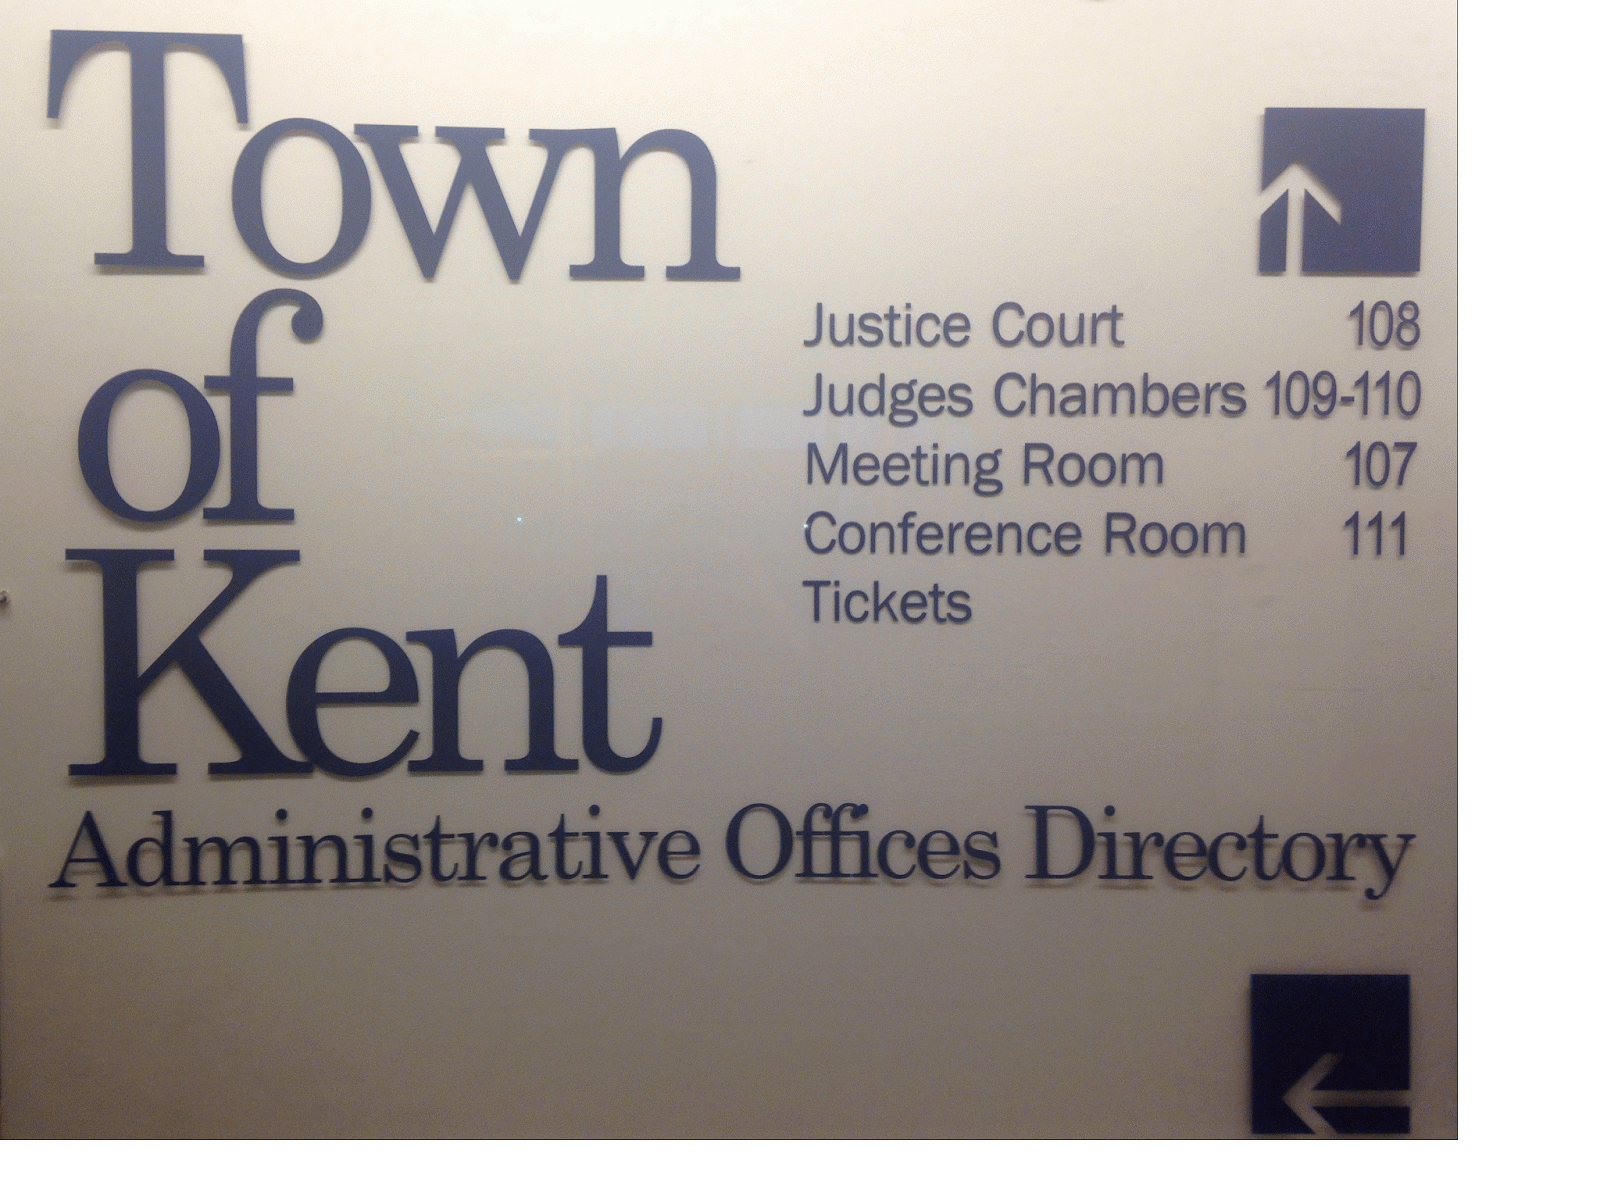 Town
of
Kent
Justice Court 108
Judges Chambers 109-110
Meeting Room 107
Conference Room 111
Tickets
Administrative Offices Directory